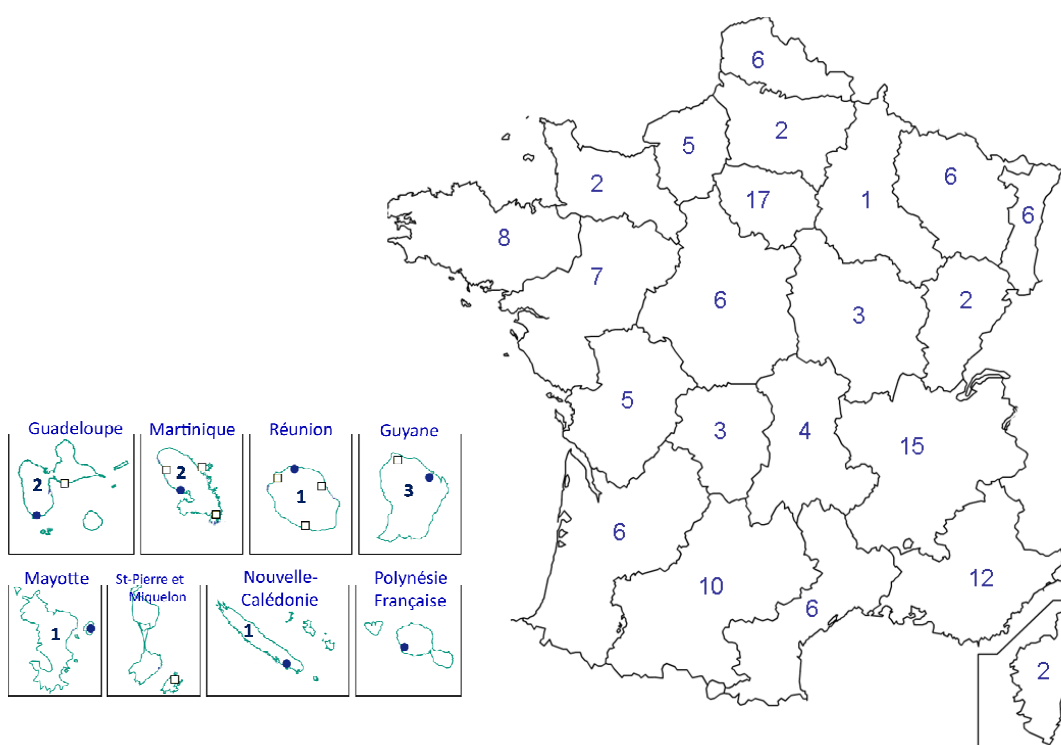 6
2
5
2
17
1
6
6
8
7
6
3
2
5
3
4
15
6
10
6
12
2
Guadeloupe
Martinique
Réunion
Guyane
2
2
1
3
Mayotte
St-Pierre et
Miquelon
Nouvelle-
Calédonie
Polynésie
Française
1
1